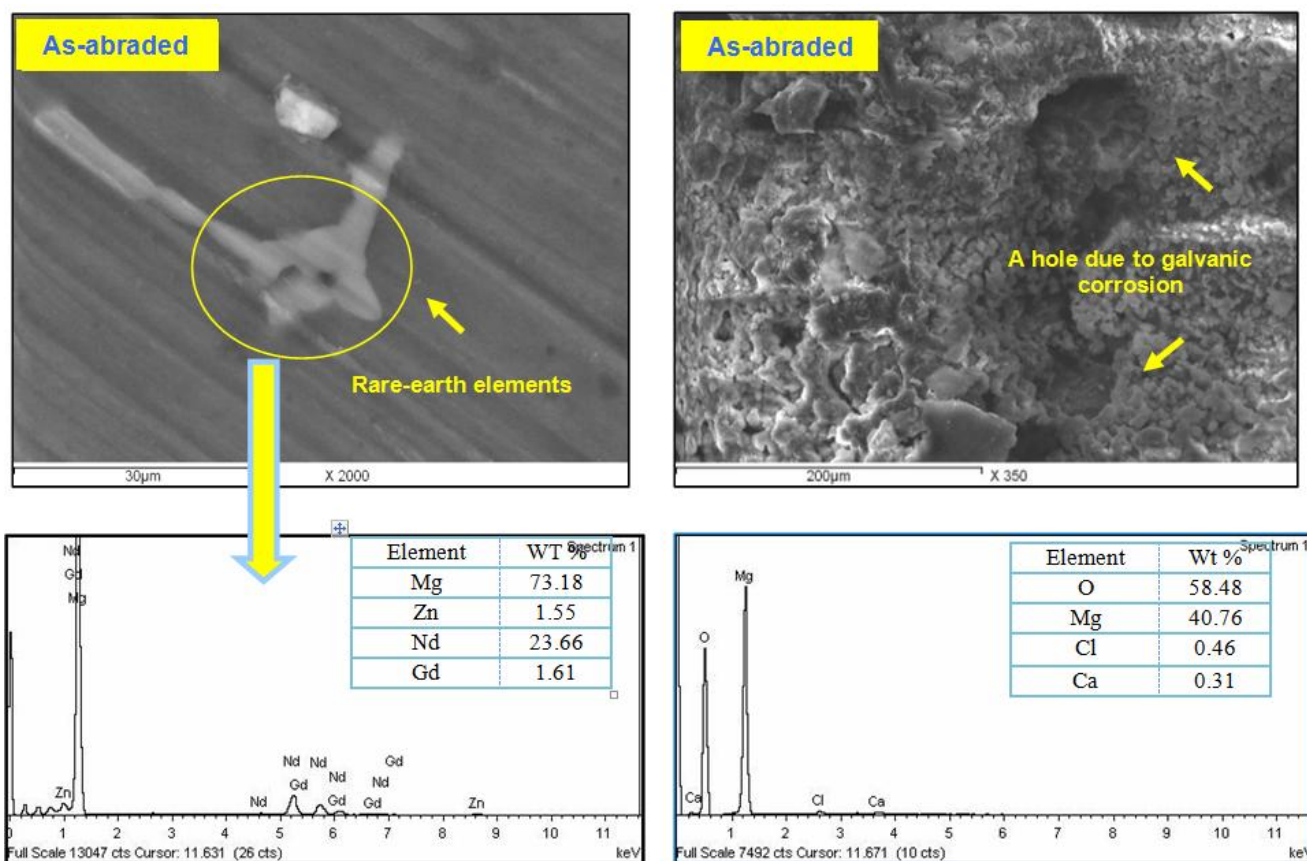 As-abraded
Rare-earth elements
30µm X 2000
As-abraded
A hole due to galvanic
corrosion
200µm X 350
Spectrum 1
Element WT %
Mg 73.18
Zn 1.55
Nd 23.66
Gd 1.61
Nd
Gd
Mg
Zn
Nd
Nd
Gd
Nd
Nd
Gd
Nd
Gd
Gd
Zn
0 1 2 3 4 5 6 7 8 9 10 11
Full Scale 13047 cts Cursor: 11.631 (26 cts) keV
Spectrum 1
Element Wt %
O 58.48
Mg 40.76
Cl 0.46
Ca 0.31
Mg
O
Ca
Cl
Ca
1 2 3 4 5 6 7 8 9 10 11
Full Scale 7492 cts Cursor: 11.671 (10 cts) keV